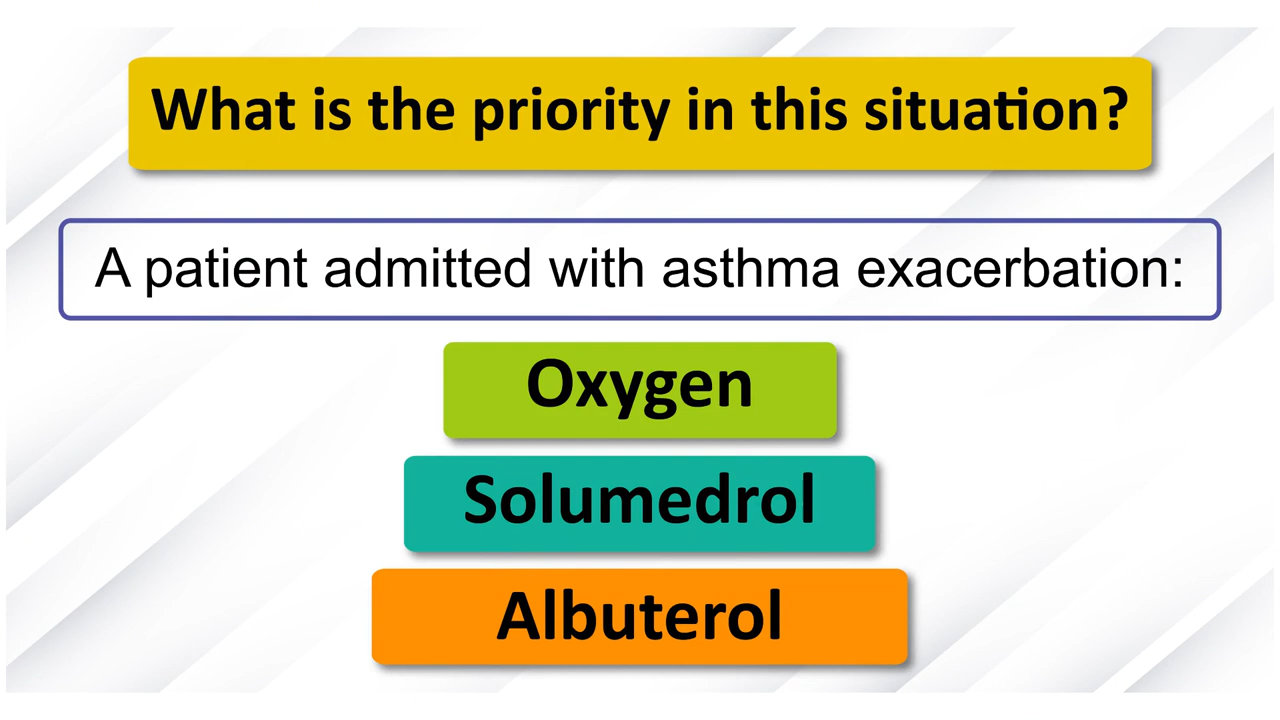 What is the priority in this situation?
A patient admitted with asthma exacerbation:
Oxygen
Solumedrol
Albuterol